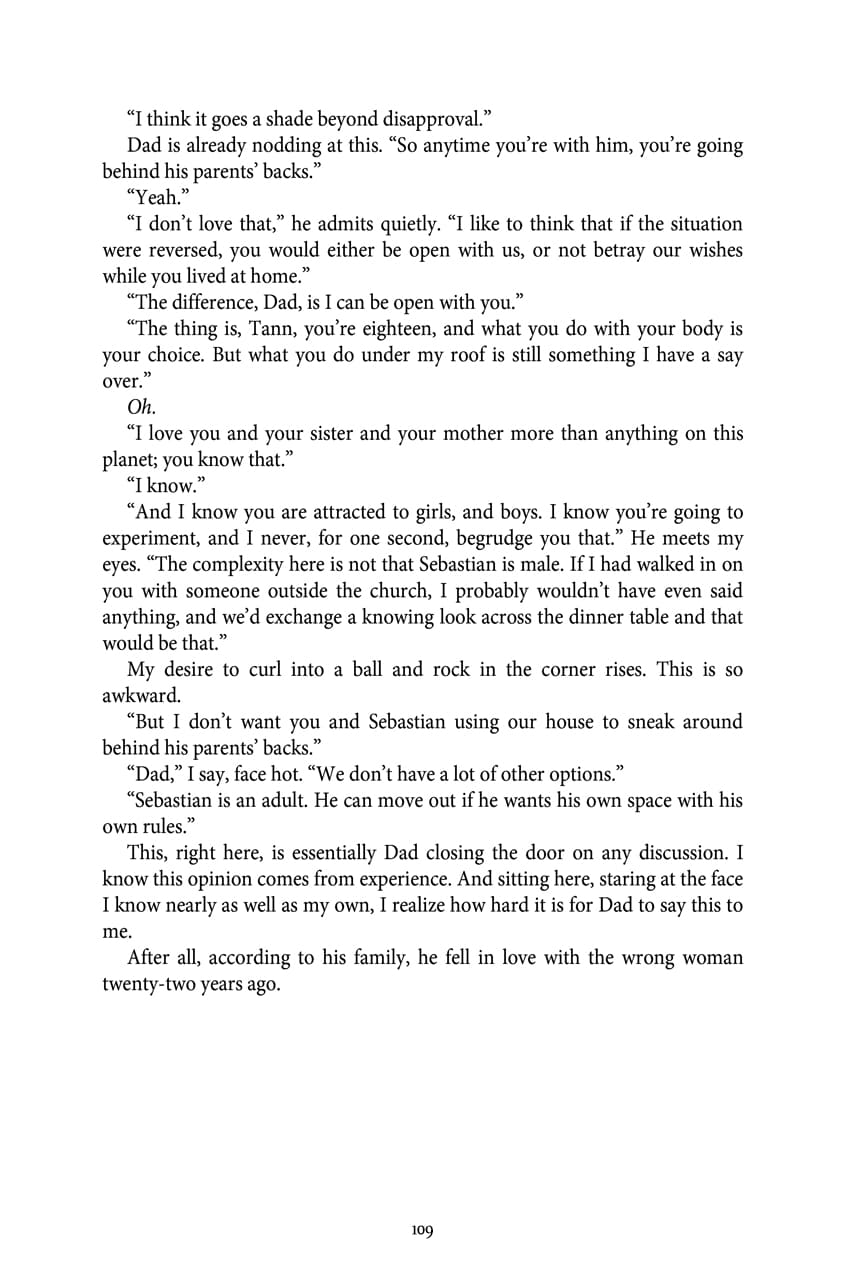 “I think it goes a shade beyond disapproval.”
Dad is already nodding at this. “So anytime you’re with him, you’re going
behind his parents’ backs.”
“Yeah.”
“I don’t love that,” he admits quietly. “I like to think that if the situation
were reversed, you would either be open with us, or not betray our wishes
while you lived at home.”
“The difference, Dad, is I can be open with you.”
“The thing is, Tann, you’re eighteen, and what you do with your body is
your choice. But what you do under my roof is still something I have a say
over.”
Oh.
“I love you and your sister and your mother more than anything on this
planet; you know that.”
“I know.”
“And I know you are attracted to girls, and boys. I know you’re going to
experiment, and I never, for one second, begrudge you that.” He meets my
eyes. “The complexity here is not that Sebastian is male. If I had walked in on
you with someone outside the church, I probably wouldn’t have even said
anything, and we’d exchange a knowing look across the dinner table and that
would be that.”
My desire to curl into a ball and rock in the corner rises. This is so
awkward.
“But I don’t want you and Sebastian using our house to sneak around
behind his parents’ backs.”
“Dad,” I say, face hot. “We don’t have a lot of other options.”
“Sebastian is an adult. He can move out if he wants his own space with his
own rules.”
This, right here, is essentially Dad closing the door on any discussion. I
know this opinion comes from experience. And sitting here, staring at the face
I know nearly as well as my own, I realize how hard it is for Dad to say this to
me.
After all, according to his family, he fell in love with the wrong woman
twenty-two years ago.
109